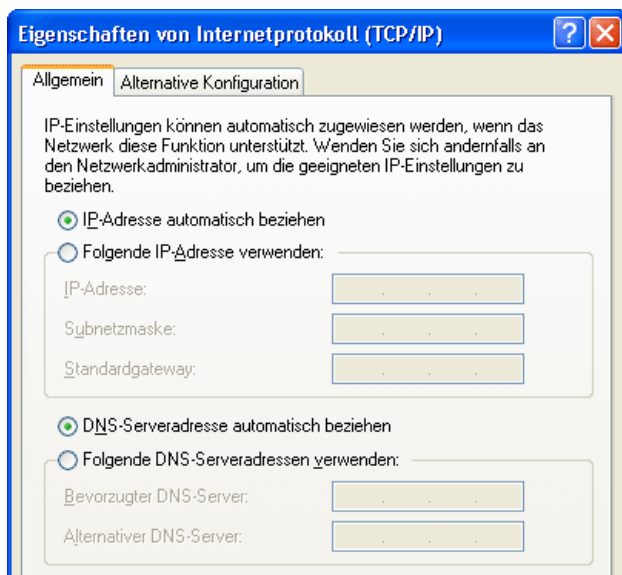 Eigenschaften von Internetprotokoll (TCP/IP)
Allgemein
Alternative Konfiguration
IP-Einstellungen können automatisch zugewiesen werden, wenn das
Netzwerk diese Funktion unterstützt. Wenden Sie sich andernfalls an
den Netzwerkadministrator, um die geeigneten IP-Einstellungen zu
beziehen.
IP-Adresse automatisch beziehen
Folgende IP-Adresse verwenden:
IP-Adresse:
Subnetzmaske:
Standardgateway:
DNS-Serveradresse automatisch beziehen
Folgende DNS-Serveradressen verwenden:
Bevorzugter DNS-Server:
Alternativer DNS-Server: